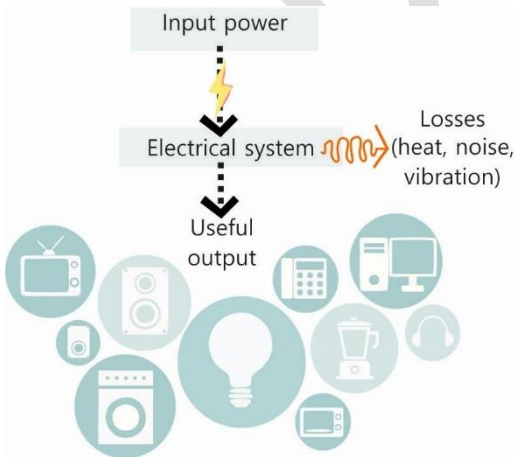 Input power
Electrical system
Losses
(heat, noise,
vibration)
Useful
output